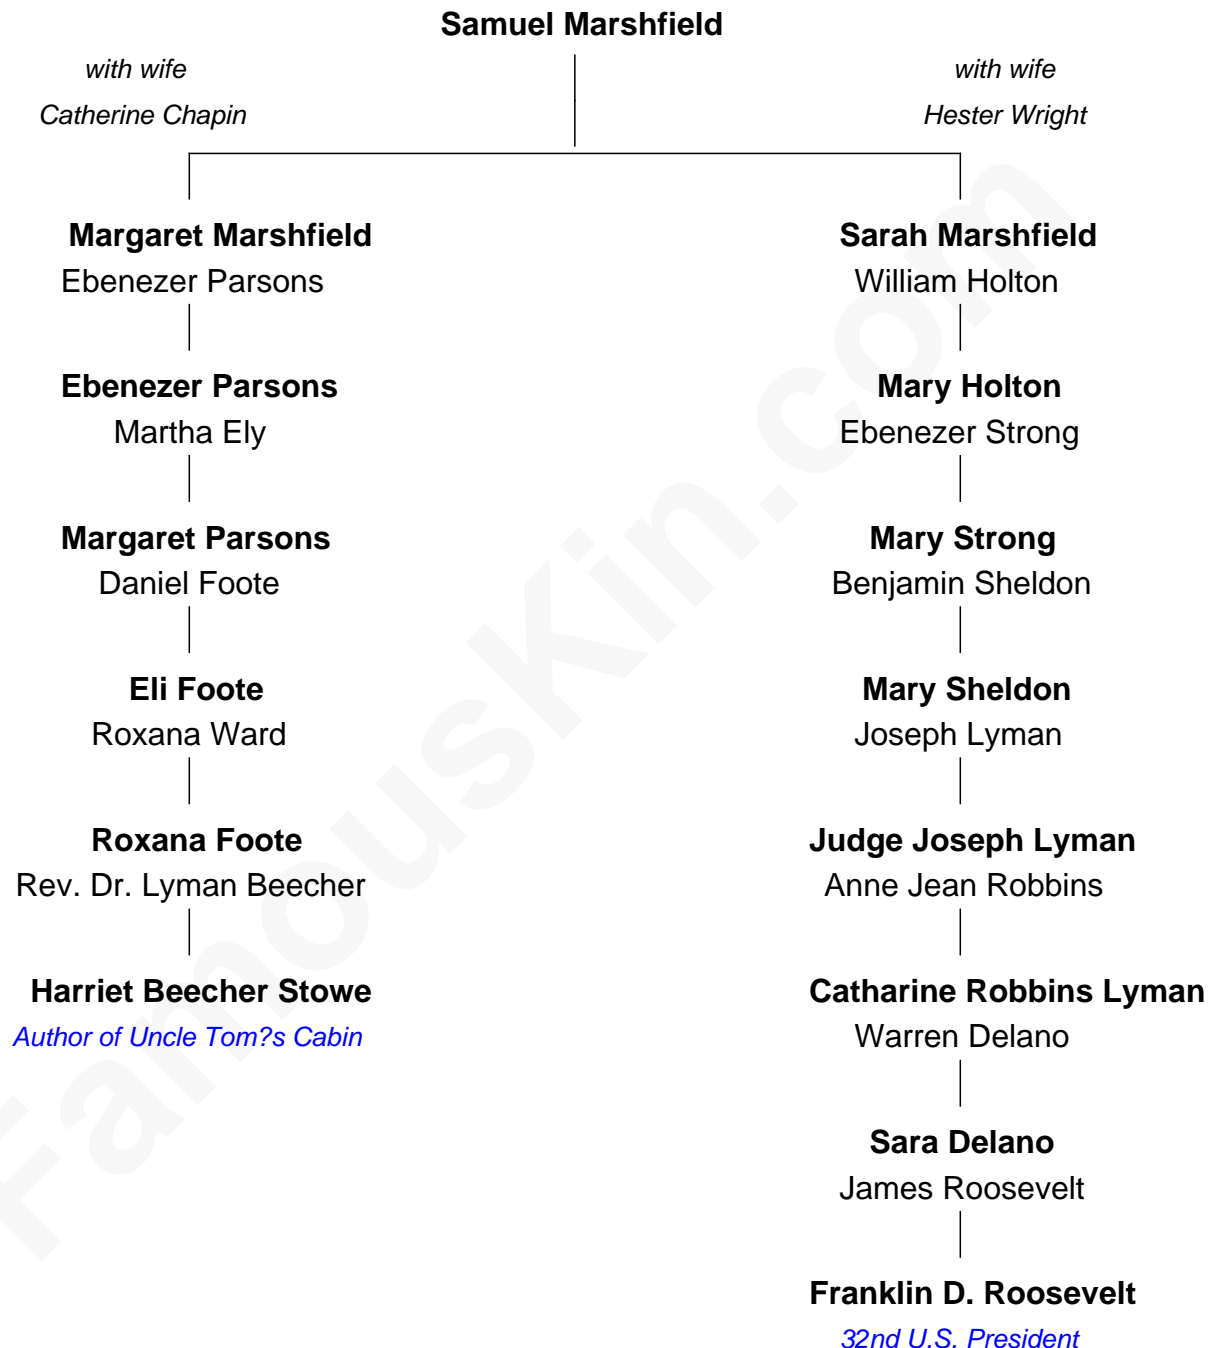 Samuel Marshfield
with wife
Catherine Chapin
with wife
Hester Wright
Margaret Marshfield
Ebenezer Parsons
Ebenezer Parsons
Martha Ely
Margaret Parsons
Daniel Foote
Eli Foote
Roxana Ward
Roxana Foote
Rev. Dr. Lyman Beecher
Harriet Beecher Stowe
Author of Uncle Tom?s Cabin
Sarah Marshfield
William Holton
Mary Holton
Ebenezer Strong
Mary Strong
Benjamin Sheldon
Mary Sheldon
Joseph Lyman
Judge Joseph Lyman
Anne Jean Robbins
Catharine Robbins Lyman
Warren Delano
Sara Delano
James Roosevelt
Franklin D. Roosevelt
32nd U.S. President
FamousKin.com